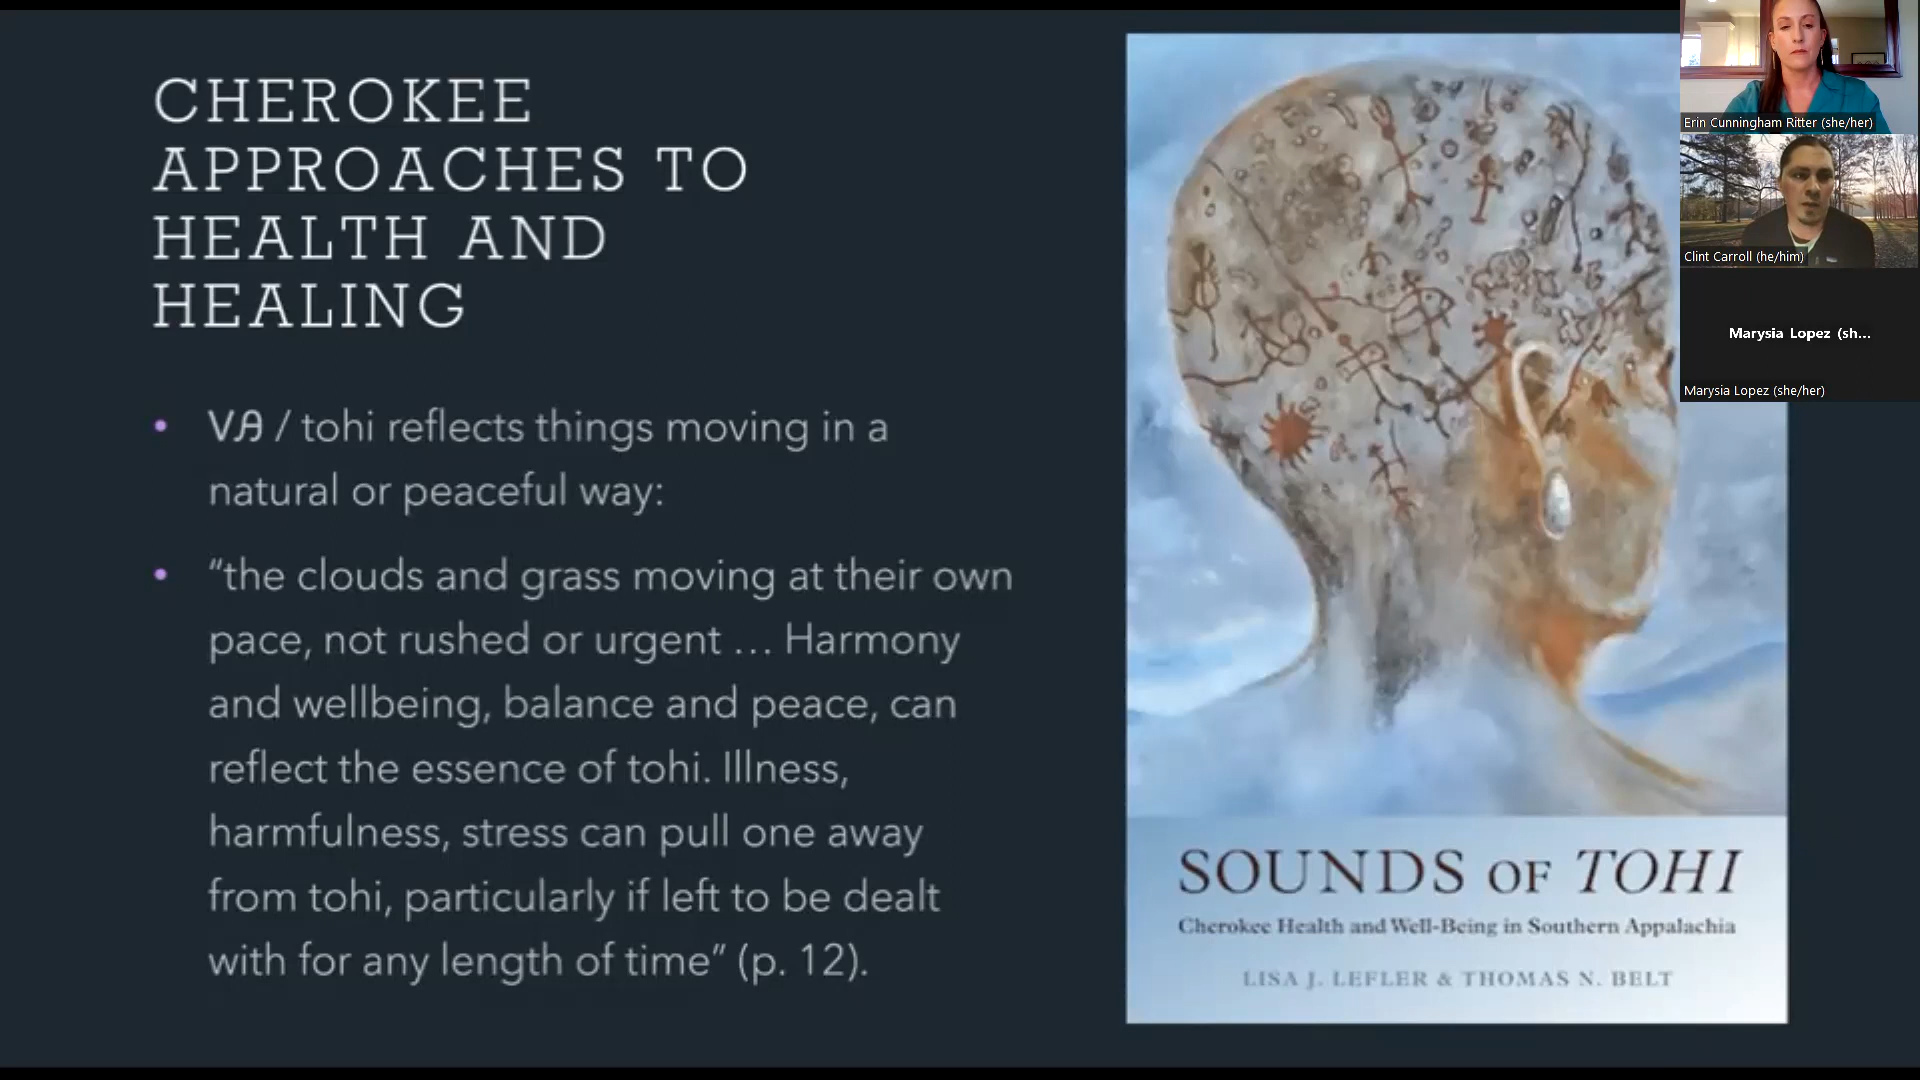 CHEROKEE
APPROACHES TO
HEALTH AND
HEALING
• ᏙᎯ / tohi reflects things moving in a
natural or peaceful way:
• “the clouds and grass moving at their own
pace, not rushed or urgent … Harmony
and wellbeing, balance and peace, can
reflect the essence of tohi. Illness,
harmfulness, stress can pull one away
from tohi, particularly if left to be dealt
with for any length of time” (p. 12).
SOUNDS OF TOHI
Cherokee Health and Well-Being in Southern Appalachia
LISA J. LEFLER & THOMAS N. BELT
Erin Cunningham Ritter (she/her)
Clint Carroll (he/him)
Marysia Lopez (sh...
Marysia Lopez (she/her)